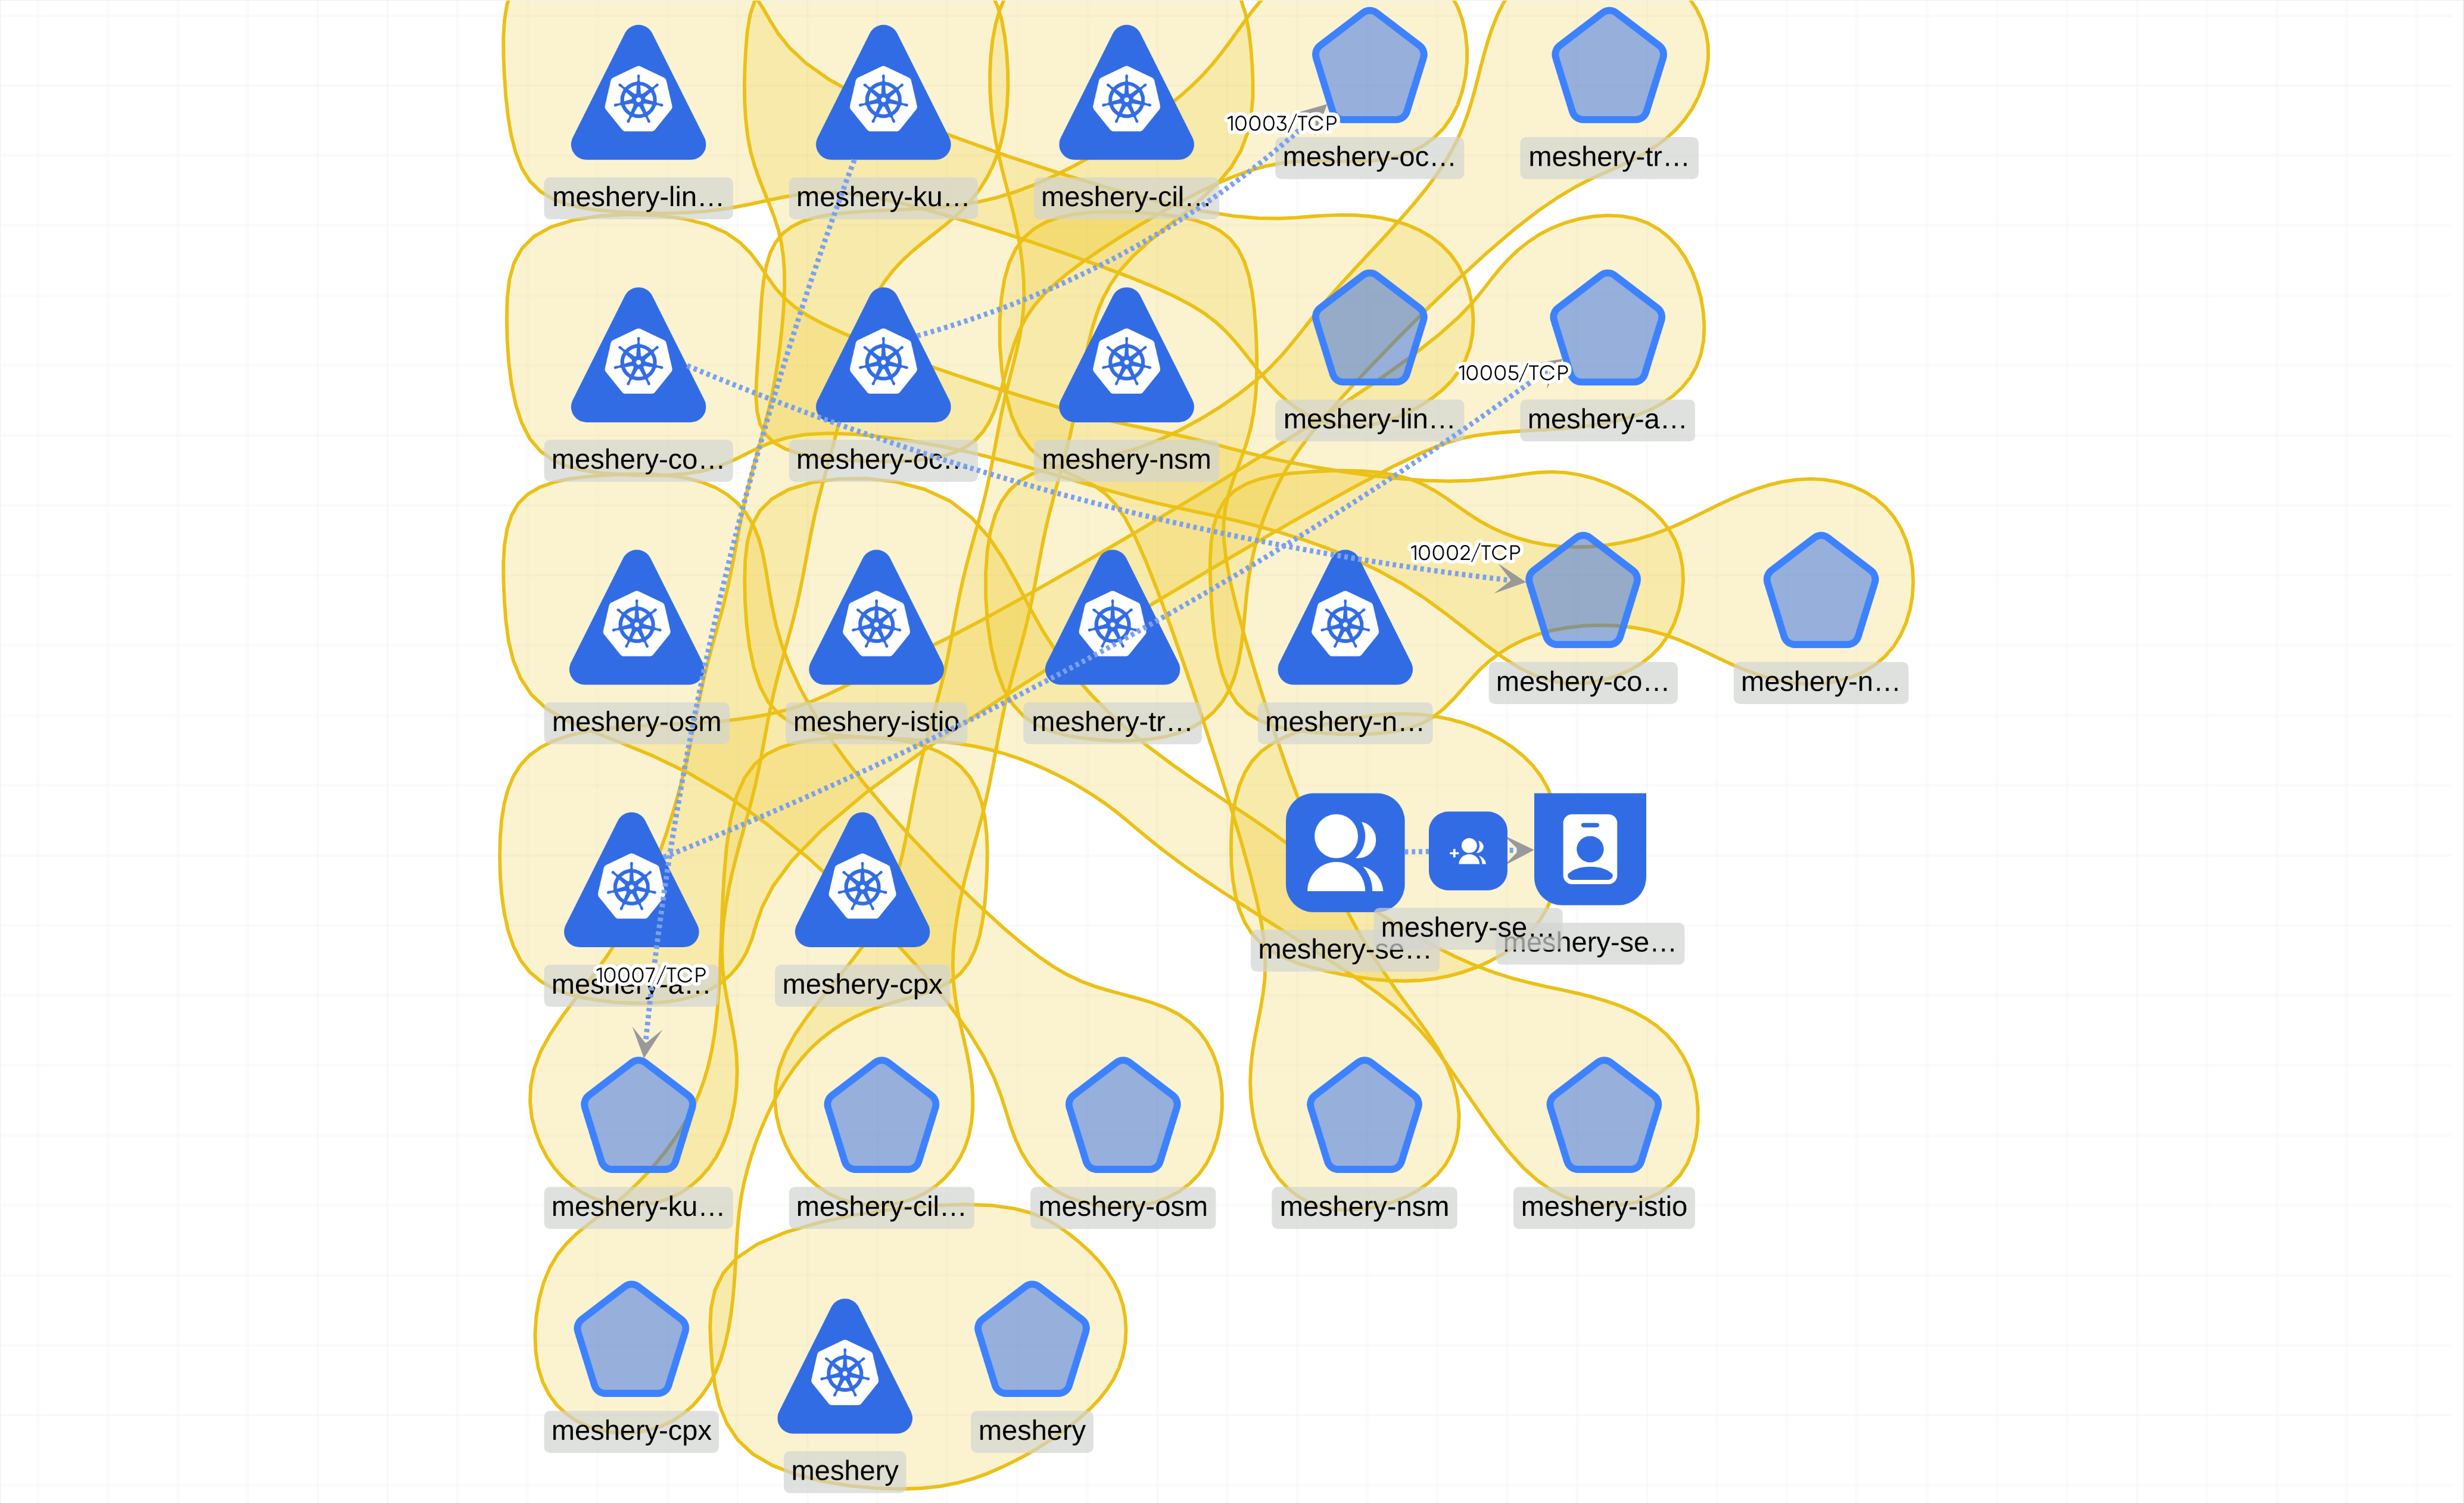 10003/TCP
meshery-oc...
meshery-tr...
meshery-lin...
meshery-ku...
meshery-cil...
10005/TCP
meshery-lin...
meshery-a...
meshery-co...
meshery-oc...
meshery-nsm
10002/TCP
meshery-co...
meshery-n...
meshery-osm
meshery-istio
meshery-tr...
meshery-n...
meshery-se...
meshery-se...
meshery-se...
10007/TCP
meshery-a...
meshery-cpx
meshery-ku...
meshery-cil...
meshery-osm
meshery-nsm
meshery-istio
meshery-cpx
meshery
meshery